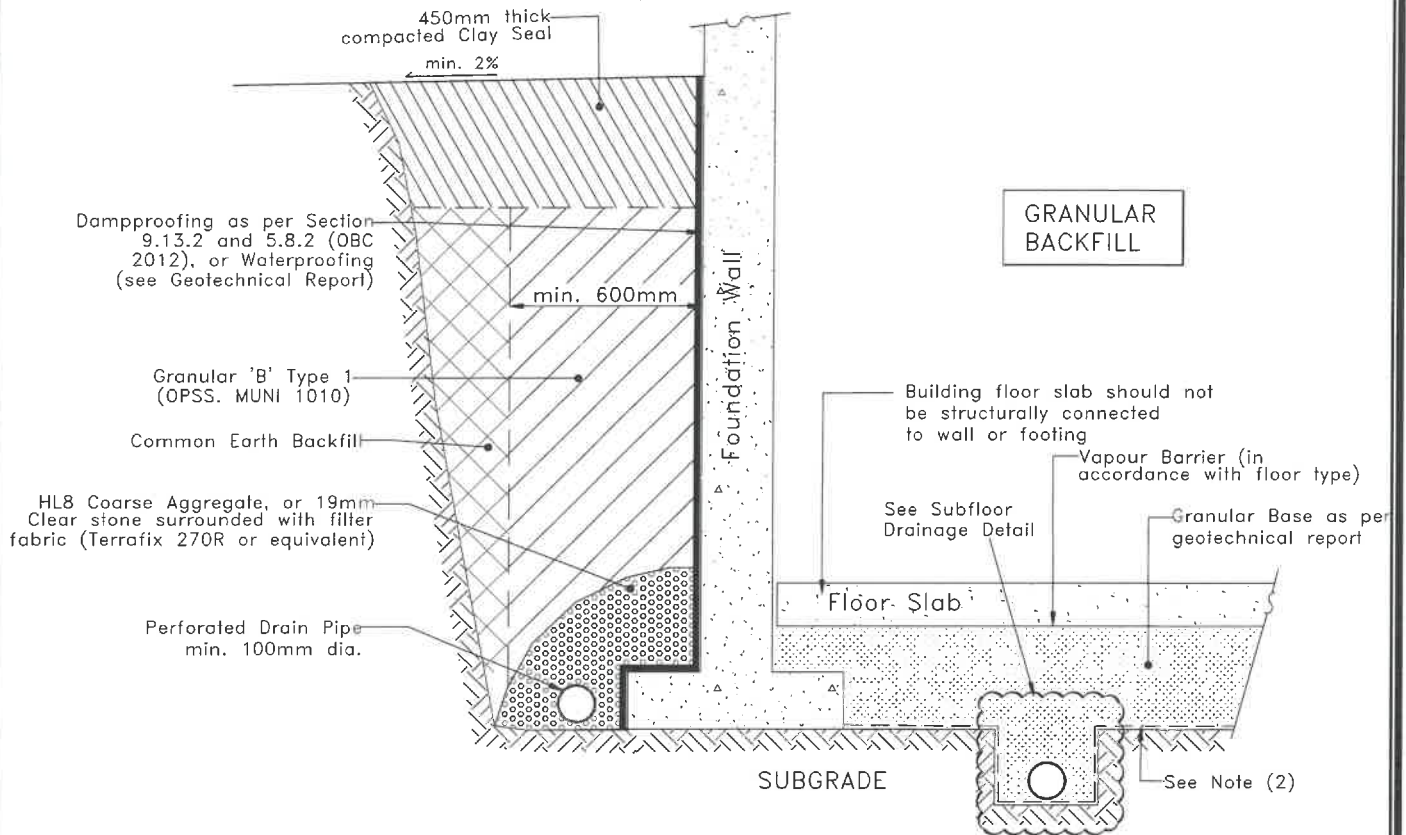 450mm thick
compacted Clay Seal
min. 2%
Dampproofing as per Section
9.13.2 and 5.8.2 (OBC
2012), or Waterproofing
(see Geotechnical Report)
min. 600mm
Foundation Wall
GRANULAR
BACKFILL
Granular 'B' Type 1
(OPSS. MUNI 1010)
Common Earth Backfill
HL8 Coarse Aggregate, or 19mm
Clear stone surrounded with filter
fabric (Terrafix 270R or equivalent)
Perforated Drain Pipe
min. 100mm dia.
Building floor slab should not
be structurally connected
to wall or footing
Vapour Barrier (in
accordance with floor type)
See Subfloor
Drainage Detail
Granular Base as per
geotechnical report
Floor Slab
SUBGRADE
See Note (2)